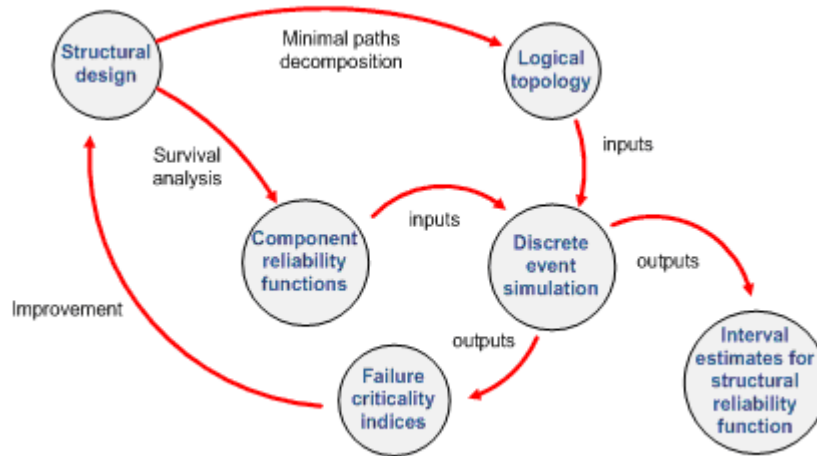 Structural
design
Minimal paths
decomposition
Logical
topology
Survival
analysis
inputs
Component
reliability
functions
inputs
Discrete
event
simulation
outputs
Improvement
outputs
Failure
criticality
indices
Interval
estimates for
structural
reliability
function